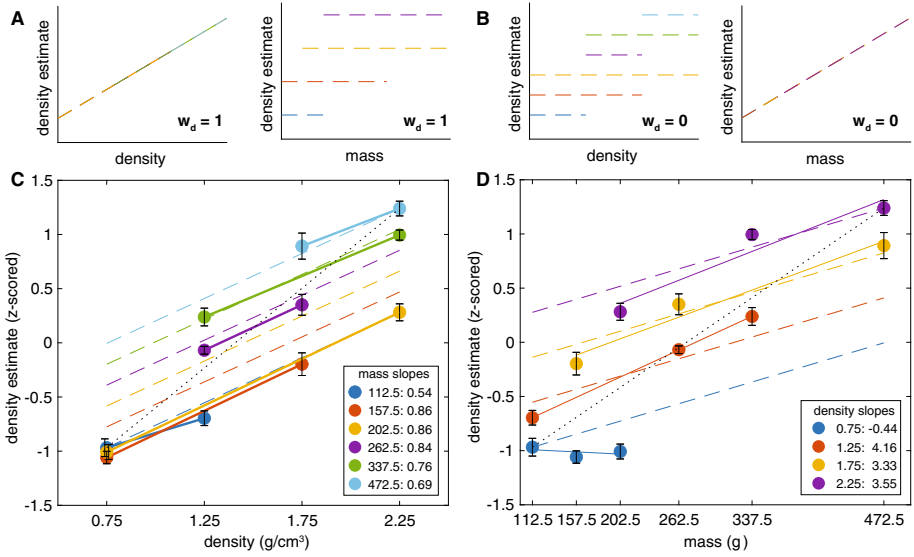 A
density estimate
w_d = 1
density
density estimate
w_d = 1
mass
B
density estimate
w_d = 0
density
density estimate
w_d = 0
mass
C
density estimate (z-scored)
1.5
1
0.5
0
-0.5
-1
-1.5
mass slopes
112.5: 0.54
157.5: 0.86
202.5: 0.86
262.5: 0.84
337.5: 0.76
472.5: 0.69
0.75 1.25 1.75 2.25
density (g/cm³)
D
density estimate (z-scored)
1.5
1
0.5
0
-0.5
-1
-1.5
density slopes
0.75: -0.44
1.25: 4.16
1.75: 3.33
2.25: 3.55
112.5 157.5 202.5 262.5 337.5 472.5
mass (g)